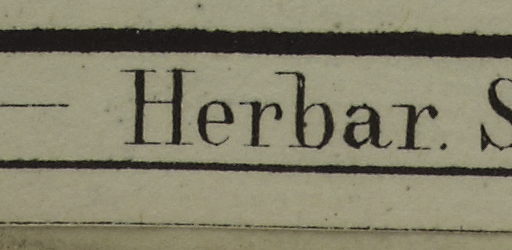 — Herbar. S